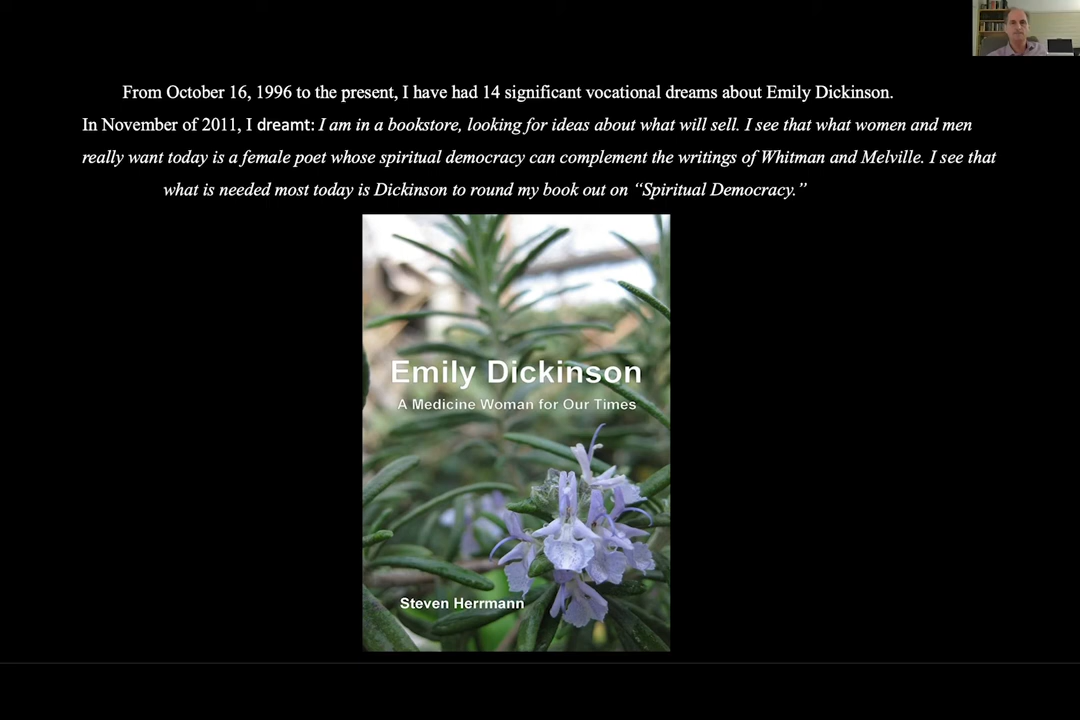 From October 16, 1996 to the present, I have had 14 significant vocational dreams about Emily Dickinson.
In November of 2011, I dreamt: I am in a bookstore, looking for ideas about what will sell. I see that what women and men
really want today is a female poet whose spiritual democracy can complement the writings of Whitman and Melville. I see that
what is needed most today is Dickinson to round my book out on “Spiritual Democracy.”
Emily Dickinson
A Medicine Woman for Our Times
Steven Herrmann